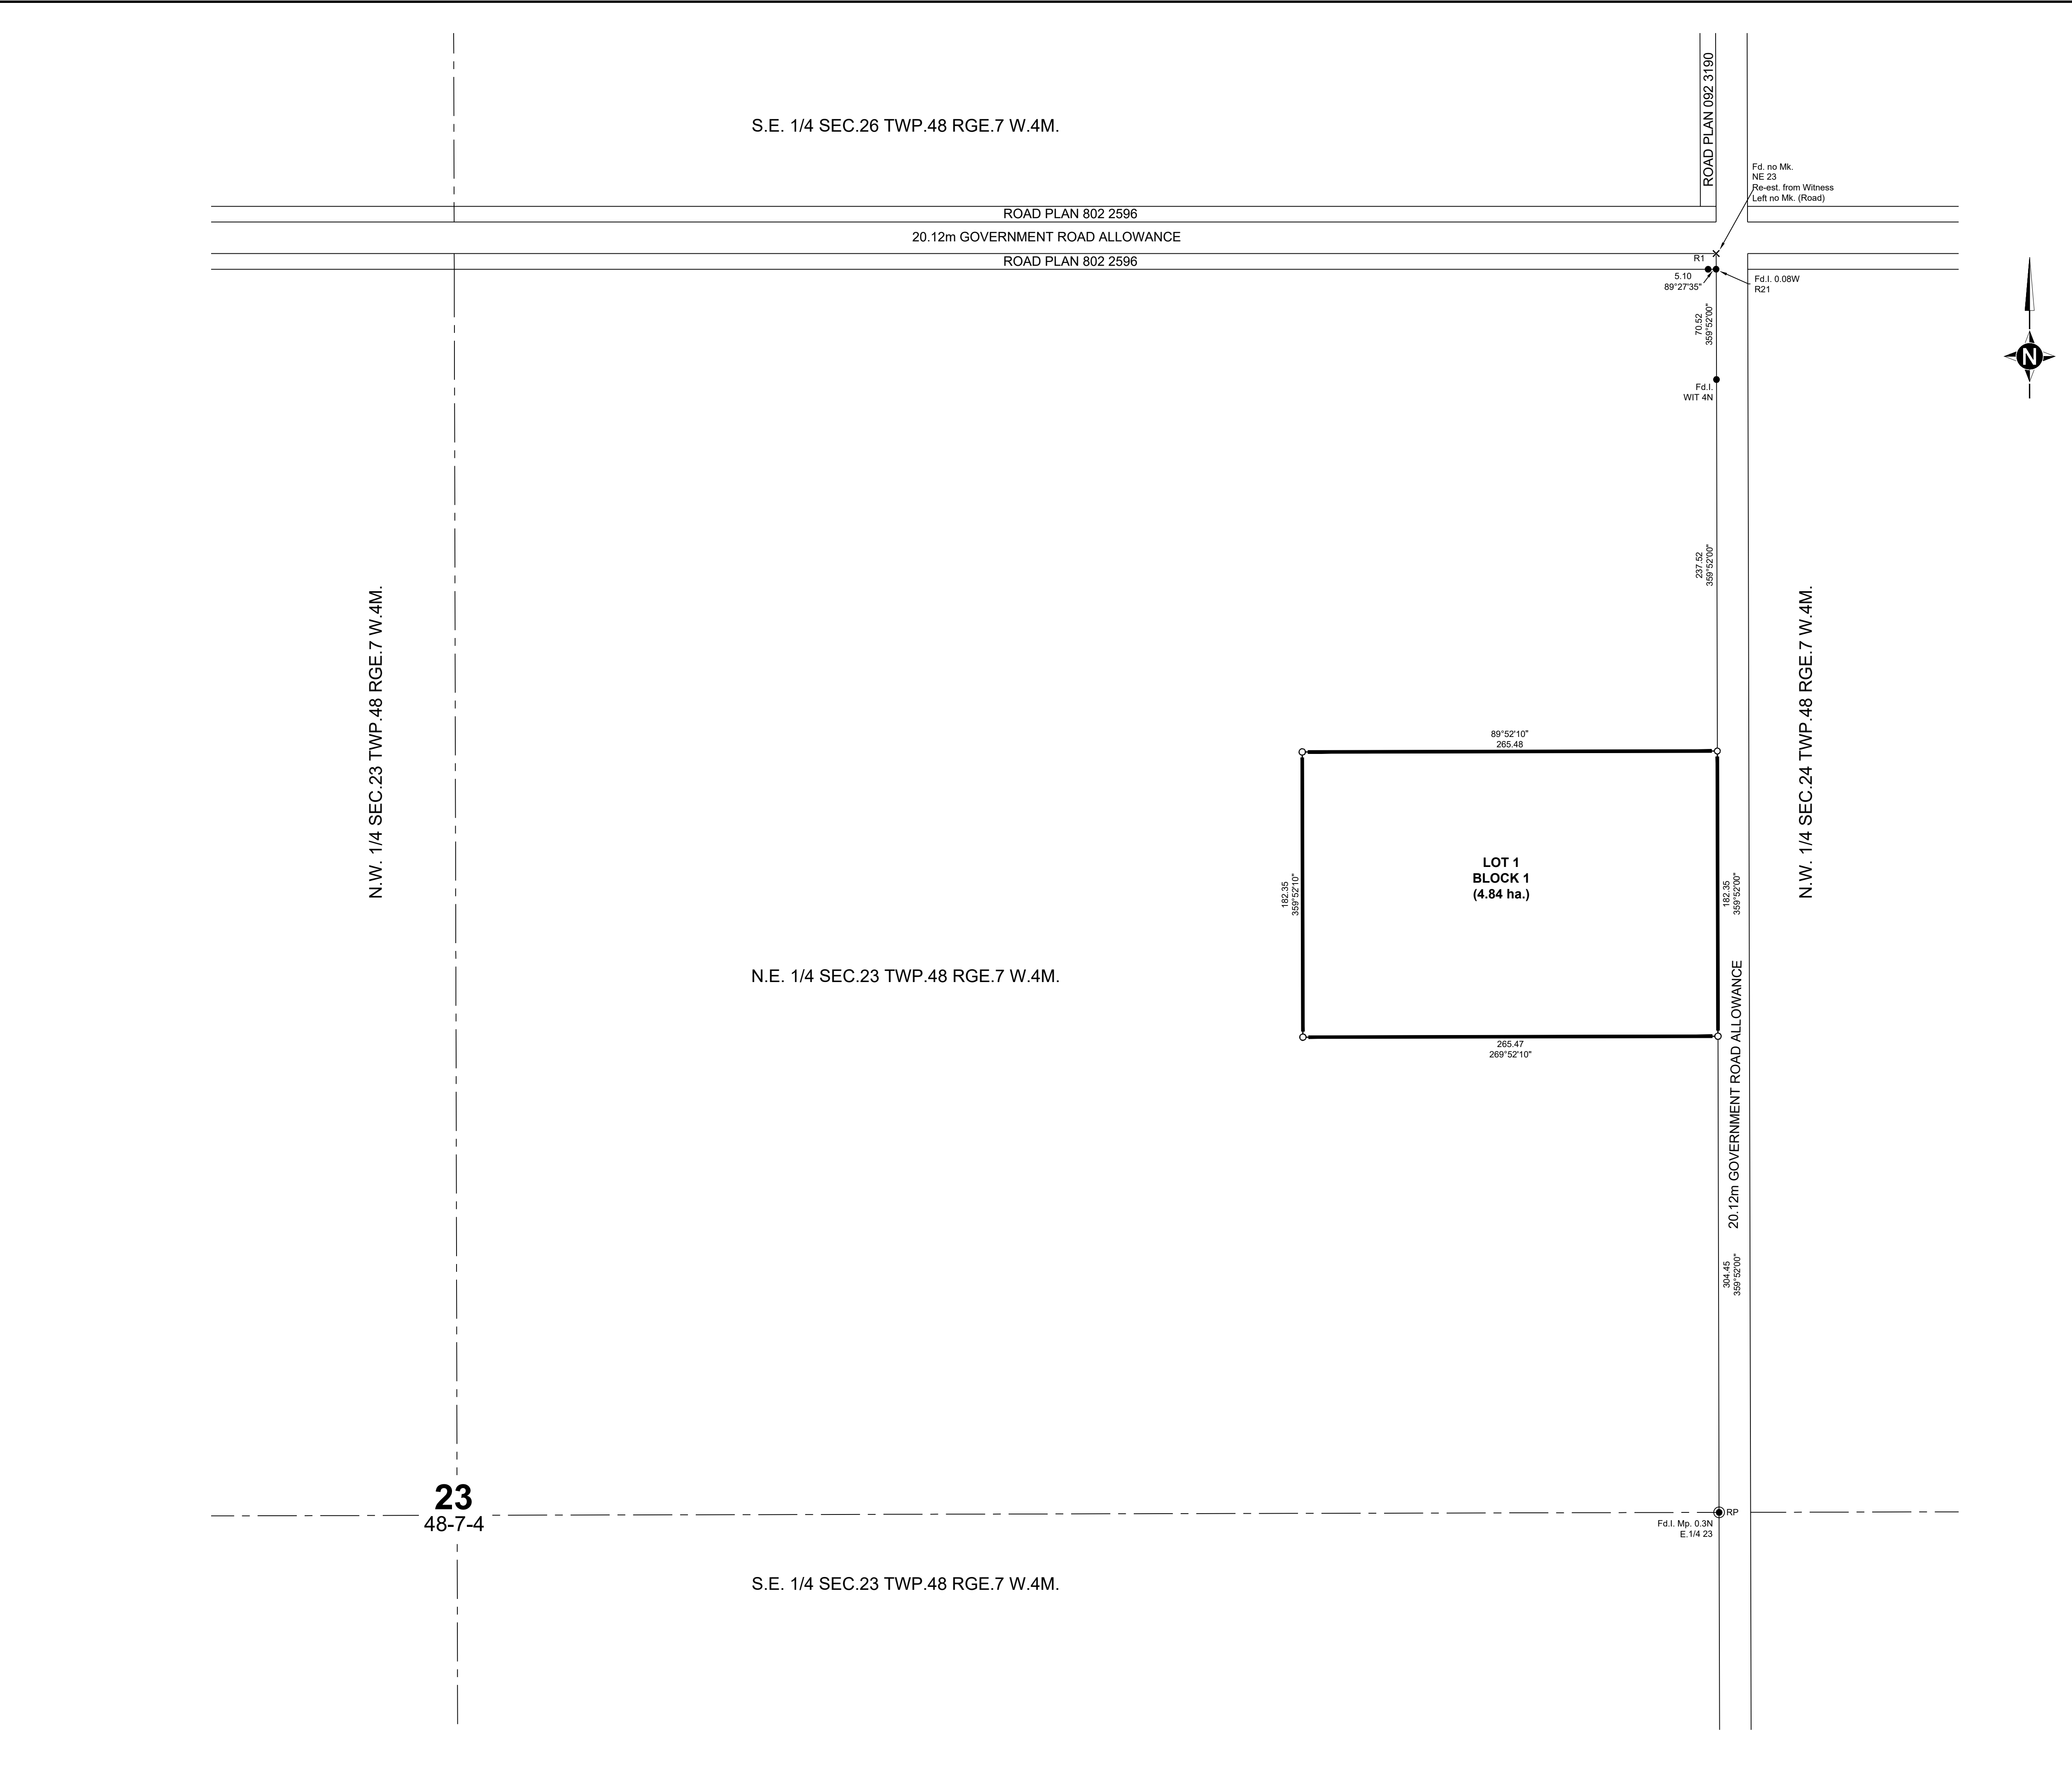 ROAD PLAN 092 3190
S.E. 1/4 SEC.26 TWP.48 RGE.7 W.4M.
Fd. no Mk.
NE 23
Re-est. from Witness
Left no Mk. (Road)
ROAD PLAN 802 2596
20.12m GOVERNMENT ROAD ALLOWANCE
ROAD PLAN 802 2596
R1
5.10
89°27'35"
Fd.I. 0.08W
R21
70.52
359°52'00"
N
Fd.I.
WIT 4N
237.52
359°52'00"
N.W. 1/4 SEC.23 TWP.48 RGE.7 W.4M.
N.W. 1/4 SEC.24 TWP.48 RGE.7 W.4M.
89°52'10"
265.48
LOT 1
BLOCK 1
(4.84 ha.)
182.35
359°52'10"
182.35
359°52'00"
N.E. 1/4 SEC.23 TWP.48 RGE.7 W.4M.
265.47
269°52'10"
20.12m GOVERNMENT ROAD ALLOWANCE
304.45
359°52'00"
23
48-7-4
RP
Fd.I. Mp. 0.3N
E.1/4 23
S.E. 1/4 SEC.23 TWP.48 RGE.7 W.4M.